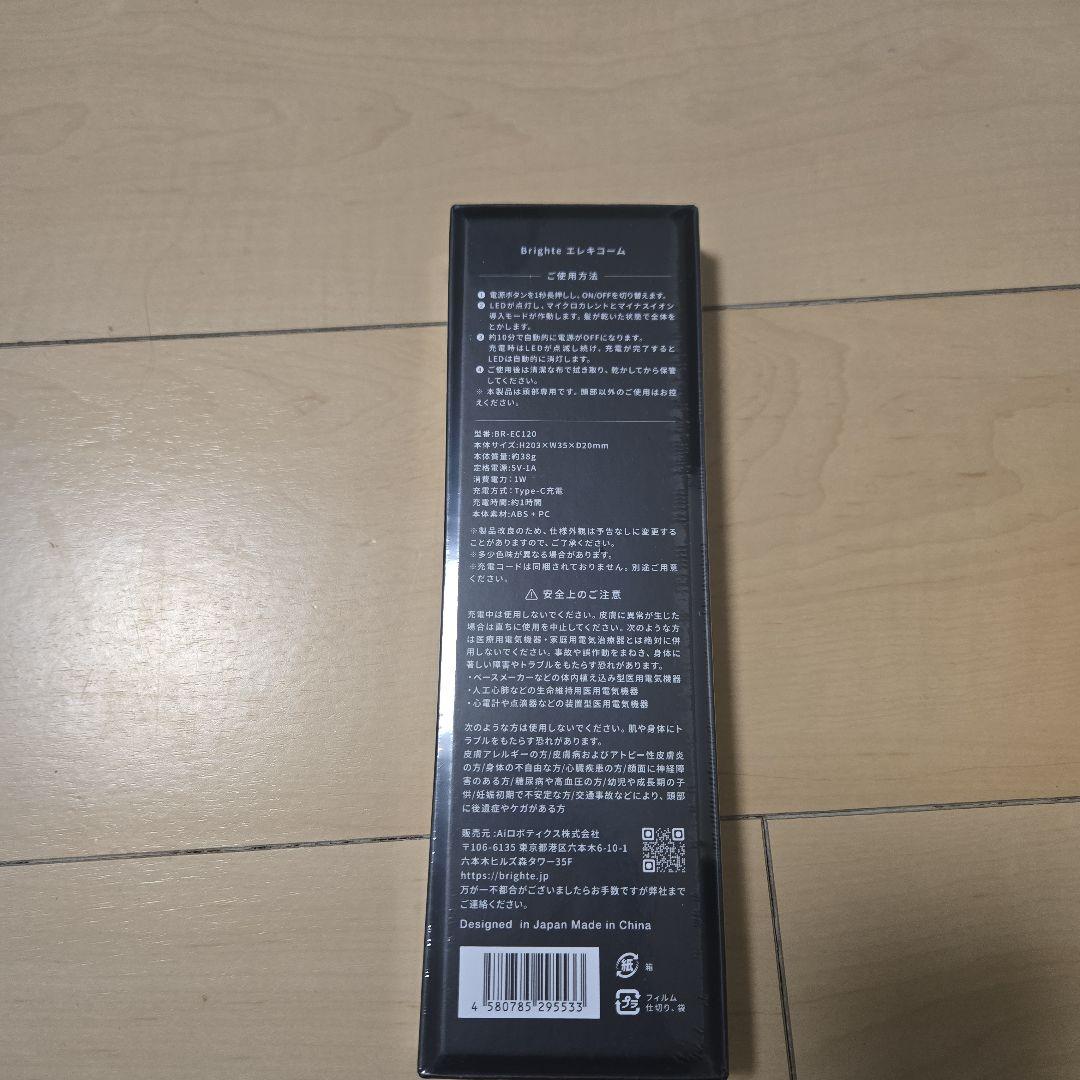 Brighte エレキコーム
ご使用方法
❶ 電源ボタンを1秒長押しし、ON/OFFを切り替えます。
❷ LEDが点灯し、マイクロカレントとマイナスイオン
導入モードが作動します。髪が乾いた状態で全体を
とかします。
❸ 約10分で自動的に電源がOFFになります。
充電時はLEDが点滅し続け、充電が完了すると
LEDは自動的に消灯します。
❹ ご使用後は清潔な布で拭き取り、乾かしてから保管
してください。
※ 本製品は頭部専用です。頭部以外のご使用はお控
えください。
型番:BR-EC120
本体サイズ:H203×W35×D20mm
本体質量:約38g
定格電源:5V-1A
消費電力:1W
充電方式:Type-C充電
充電時間:約1時間
本体素材:ABS + PC
※製品改良のため、仕様外観は予告なしに変更する
ことがありますので、ご了承ください。
※多少色味が異なる場合があります。
※充電コードは同梱されておりません。別途ご用意
ください。
⚠ 安全上のご注意
充電中は使用しないでください。皮膚に異常が生じた
場合は直ちに使用を中止してください。次のような方
は医療用電気機器・家庭用電気治療器とは絶対に併
用しないでください。事故や誤作動をまねき、身体に
著しい障害やトラブルをもたらす恐れがあります。
・ペースメーカーなどの体内植え込み型医用電気機器
・人工心肺などの生命維持用医用電気機器
・心電計や点滴器などの装置型医用電気機器
次のような方は使用しないでください。肌や身体にト
ラブルをもたらす恐れがあります。
皮膚アレルギーの方/皮膚病およびアトピー性皮膚炎
の方/身体の不自由な方/心臓疾患の方/顔面に神経障
害のある方/糖尿病や高血圧の方/幼児や成長期の子
供/妊娠初期で不安定な方/交通事故などにより、頭部
に後遺症やケガがある方
販売元:Aiロボティクス株式会社
〒106-6135 東京都港区六本木6-10-1
六本木ヒルズ森タワー35F
https://brighte.jp
万が一不都合がございましたらお手数ですが弊社まで
ご連絡ください。
Designed in Japan Made in China
4 580785 295533
紙 箱
プラ フィルム
仕切り、袋